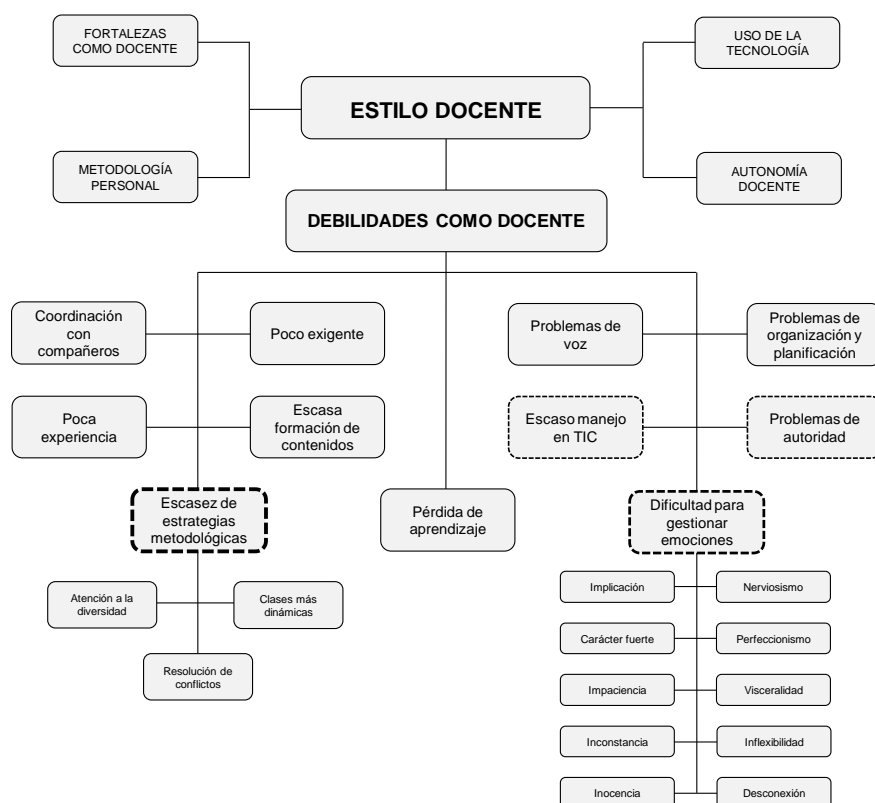 FORTALEZAS
COMO DOCENTE
USO DE LA
TECNOLOGÍA
ESTILO DOCENTE
METODOLOGÍA
PERSONAL
AUTONOMÍA
DOCENTE
DEBILIDADES COMO DOCENTE
Coordinación
con
compañeros
Poco exigente
Problemas de
voz
Problemas de
organización y
planificación
Poca
experiencia
Escasa
formación de
contenidos
Escaso manejo
en TIC
Problemas de
autoridad
Escasez de
estrategias
metodológicas
Pérdida de
aprendizaje
Dificultad para
gestionar
emociones
Atención a la
diversidad
Clases más
dinámicas
Resolución de
conflictos
Implicación
Nerviosismo
Carácter fuerte
Perfeccionismo
Impaciencia
Visceralidad
Inconstancia
Inflexibilidad
Inocencia
Desconexión